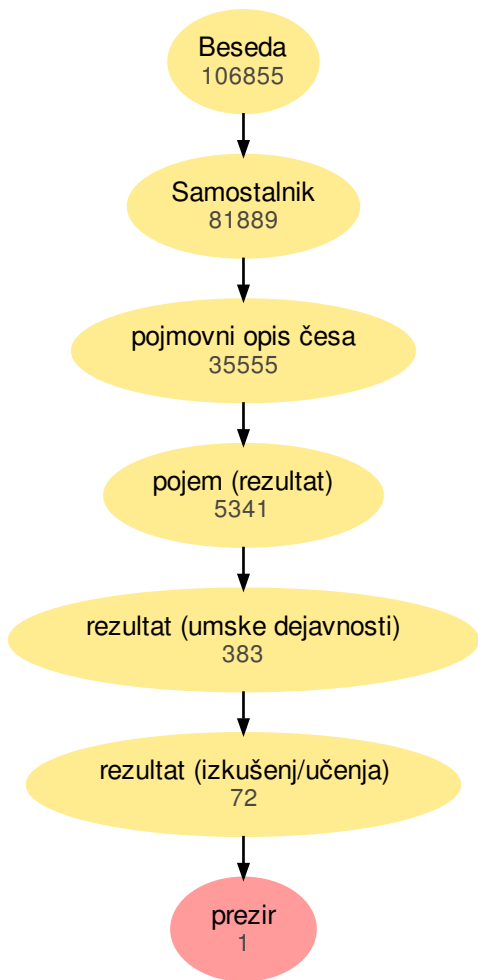 Beseda
106855
Samostalnik
81889
pojmovni opis česa
35555
pojem (rezultat)
5341
rezultat (umske dejavnosti)
383
rezultat (izkušenj/učenja)
72
prezir
1